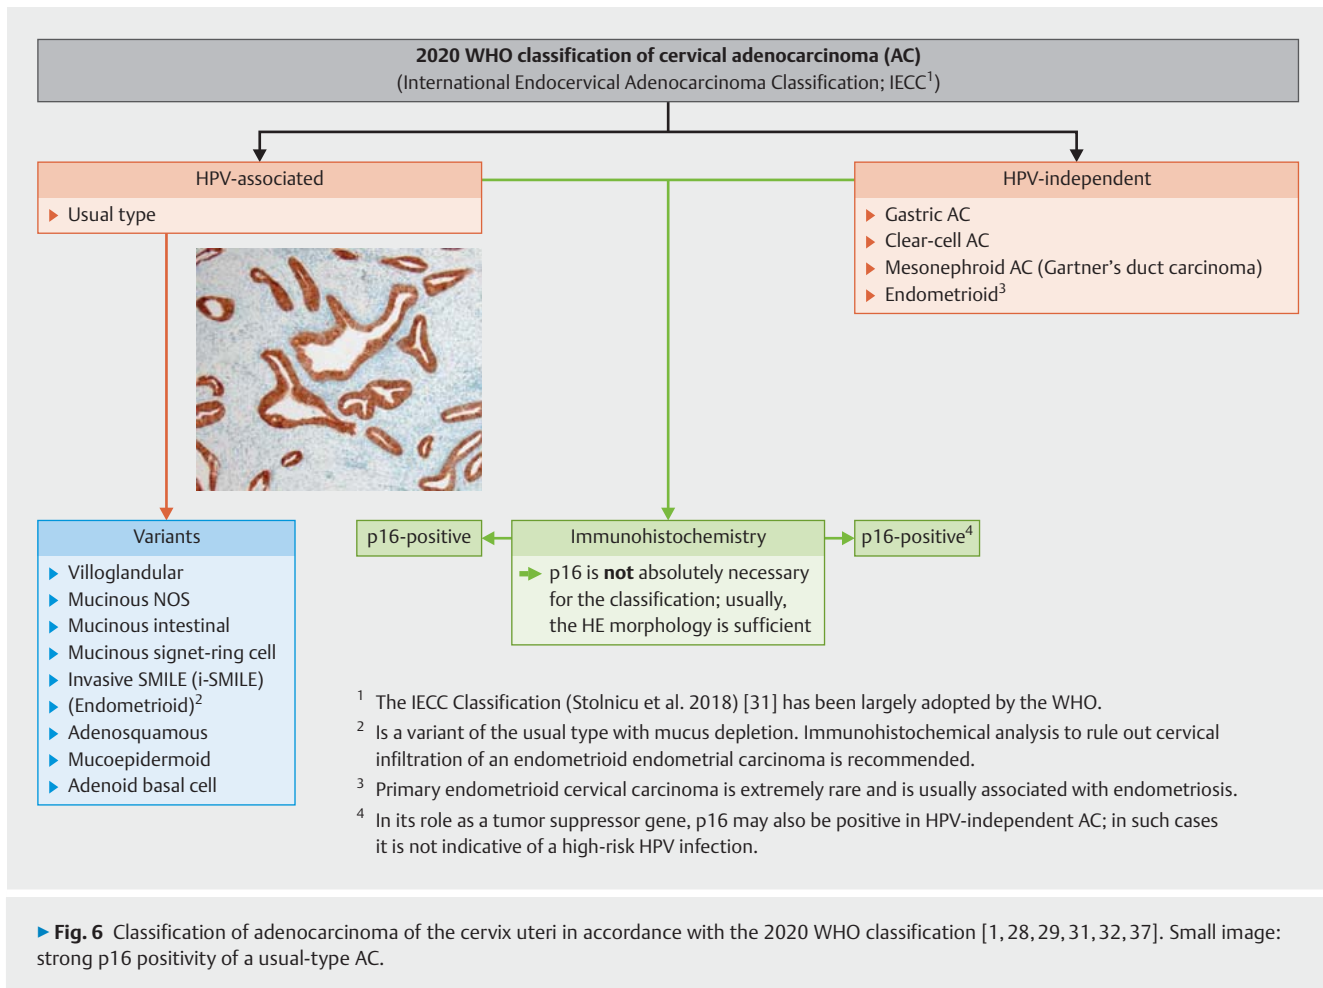 2020 WHO classification of cervical adenocarcinoma (AC)
(International Endocervical Adenocarcinoma Classification; IECC1)
HPV-associated
Usual type
HPV-independent
Gastric AC
Clear-cell AC
Mesonephroid AC (Gartner’s duct carcinoma)
Endometrioid3
Variants
Villoglandular
Mucinous NOS
Mucinous intestinal
Mucinous signet-ring cell
Invasive SMILE (i-SMILE)
(Endometrioid)2
Adenosquamous
Mucoepidermoid
Adenoid basal cell
p16-positive
Immunohistochemistry
p16 is not absolutely necessary
for the classification; usually,
the HE morphology is sufficient
p16-positive4
1 The IECC Classification (Stolnicu et al. 2018) [31] has been largely adopted by the WHO.
2 Is a variant of the usual type with mucus depletion. Immunohistochemical analysis to rule out cervical
infiltration of an endometrioid endometrial carcinoma is recommended.
3 Primary endometrioid cervical carcinoma is extremely rare and is usually associated with endometriosis.
4 In its role as a tumor suppressor gene, p16 may also be positive in HPV-independent AC; in such cases
it is not indicative of a high-risk HPV infection.
Fig. 6 Classification of adenocarcinoma of the cervix uteri in accordance with the 2020 WHO classification [1, 28, 29, 31, 32, 37]. Small image:
strong p16 positivity of a usual-type AC.